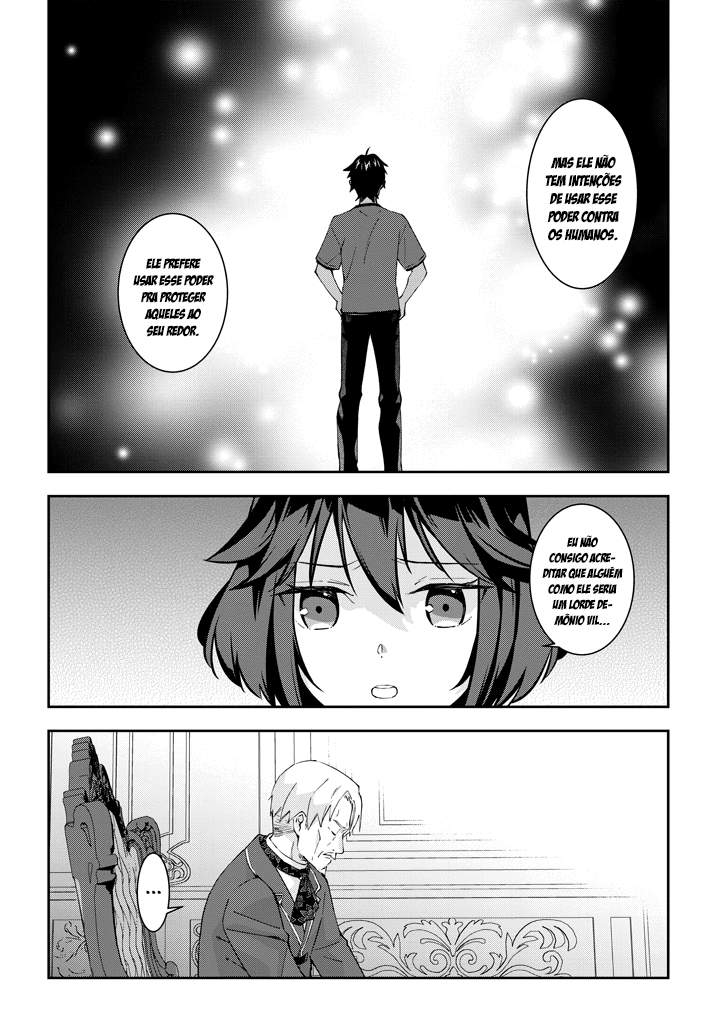 MAS ELE NÃO
TEM INTENÇÕES
DE USAR ESSE
PODER CONTRA
OS HUMANOS.
ELE PREFERE
USAR ESSE PODER
PRA PROTEGER
AQUELES AO
SEU REDOR.
EU NÃO
CONSIGO ACRE-
DITAR QUE ALGUÉM
COMO ELE SERIA
UM LORDE DE-
MÔNIO VIL...
...